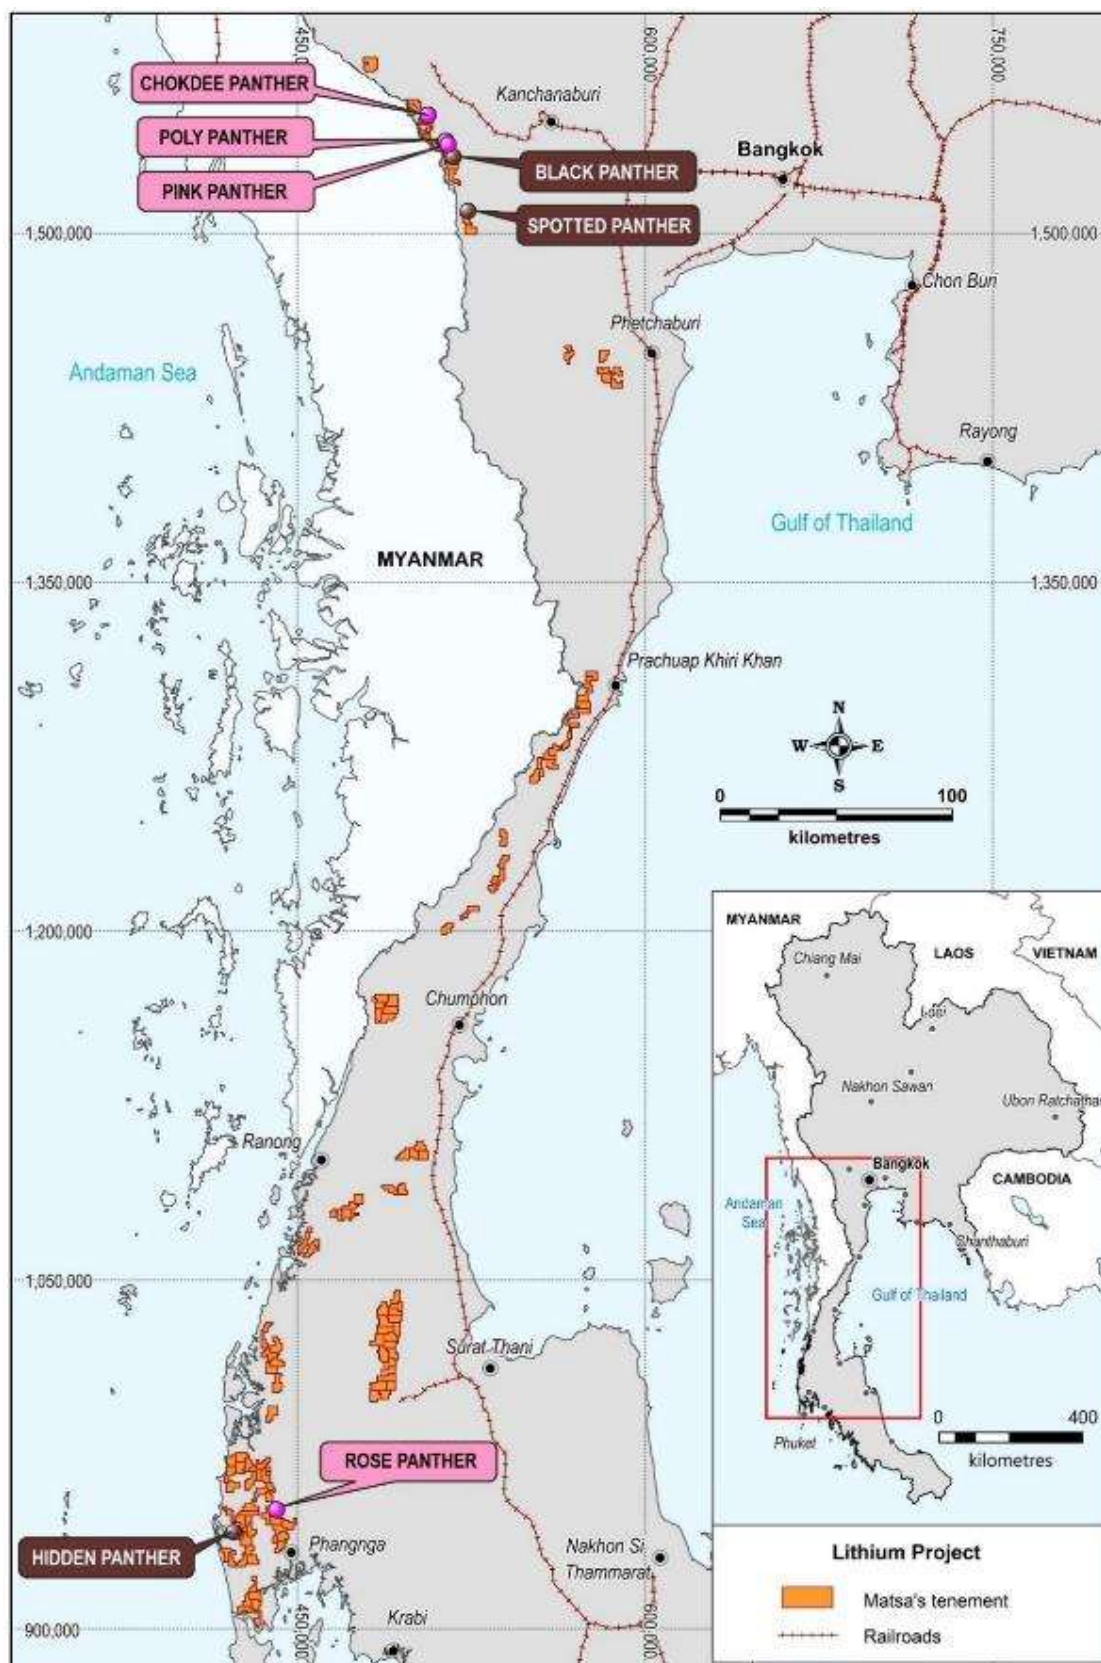 450,000
600,000
750,000
CHOKDEE PANTHER
Kanchanaburi
POLY PANTHER
Bangkok
PINK PANTHER
BLACK PANTHER
SPOTTED PANTHER
1,500,000
1,500,000
Chon Buri
Phetchaburi
Andaman Sea
Rayong
Gulf of Thailand
MYANMAR
1,350,000
1,350,000
Prachuap Khiri Khan
N
W
E
S
0
100
kilometres
1,200,000
Chumphon
Ranong
1,050,000
Surat Thani
ROSE PANTHER
HIDDEN PANTHER
Phangnga
Nakhon Si
Thammarat
Krabi
900,000
450,000
600,000
MYANMAR
LAOS
VIETNAM
Chiang Mai
Loei
Nakhon Sawan
Ubon Ratchathan
Bangkok
CAMBODIA
Andaman
Sea
Chanthaburi
Gulf of Thailand
Phuket
0
400
kilometres
Lithium Project
Matsa's tenement
Railroads